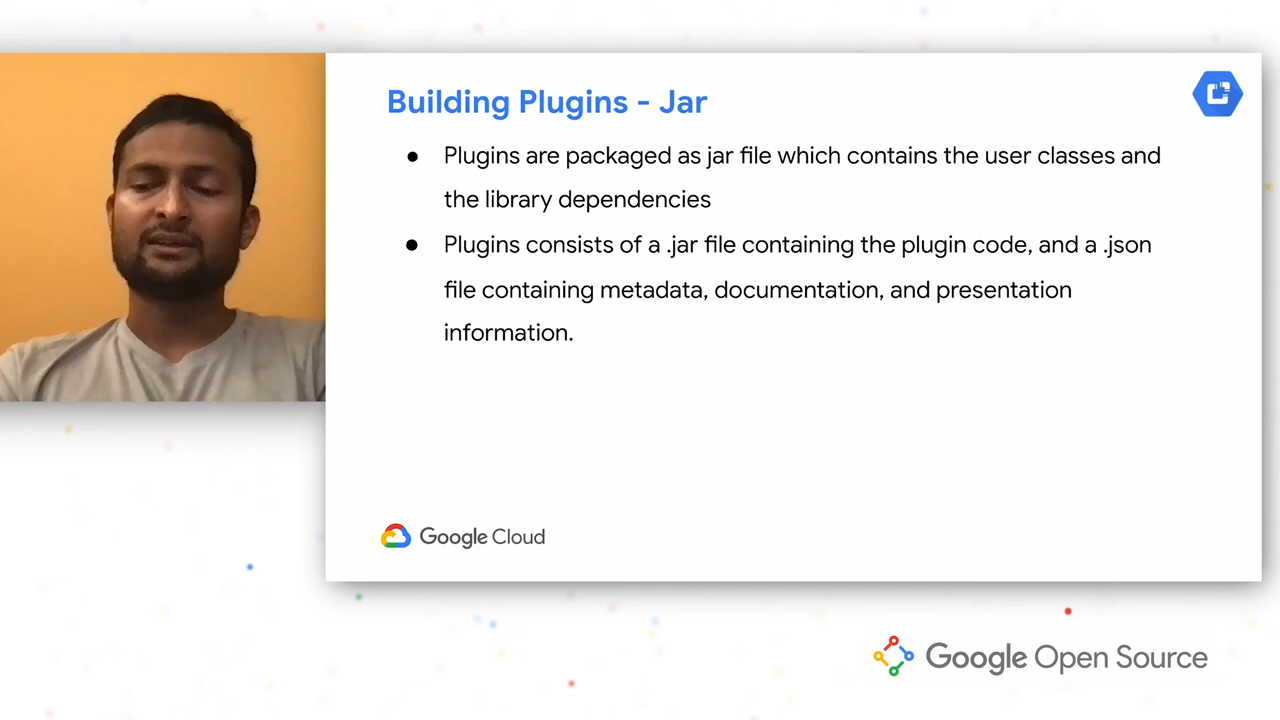 Building Plugins - Jar
● Plugins are packaged as jar file which contains the user classes and
the library dependencies
● Plugins consists of a .jar file containing the plugin code, and a .json
file containing metadata, documentation, and presentation
information.
Google Cloud
Google Open Source